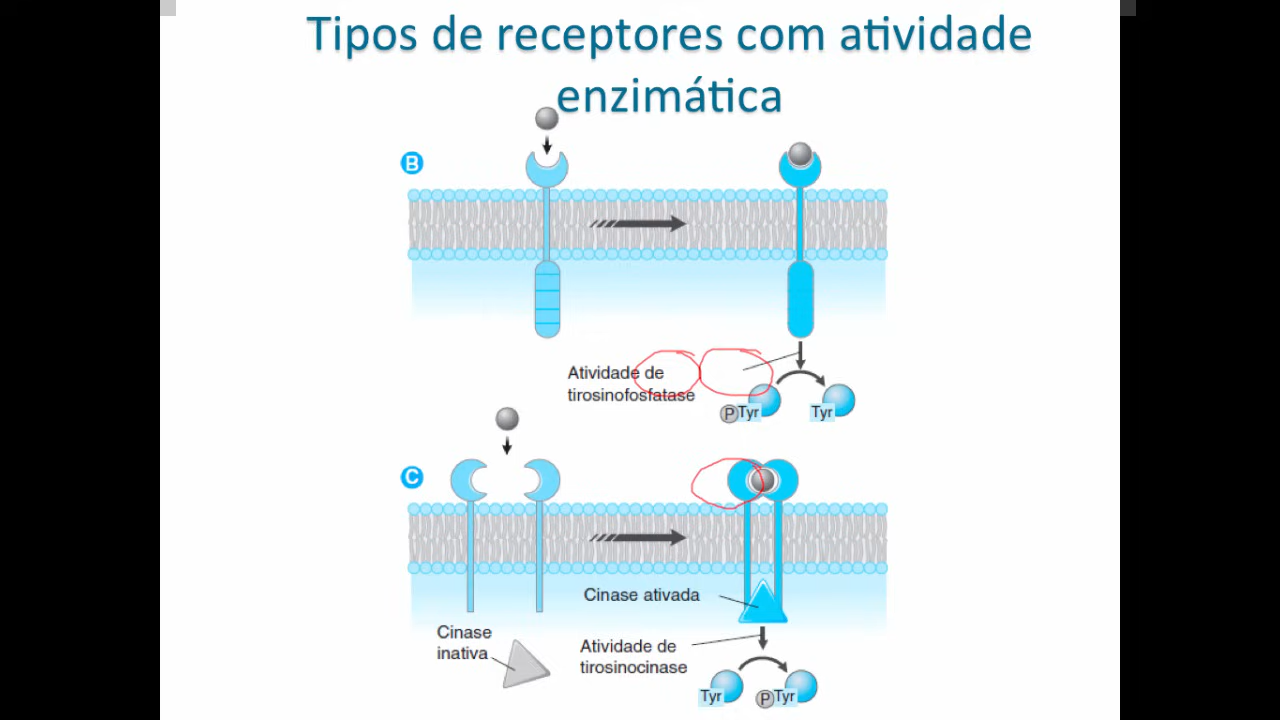 Tipos de receptores com atividade
enzimática
B
Atividade de
tirosinofosfatase
P Tyr
Tyr
C
Cinase ativada
Cinase
inativa
Atividade de
tirosinocinase
Tyr
P Tyr